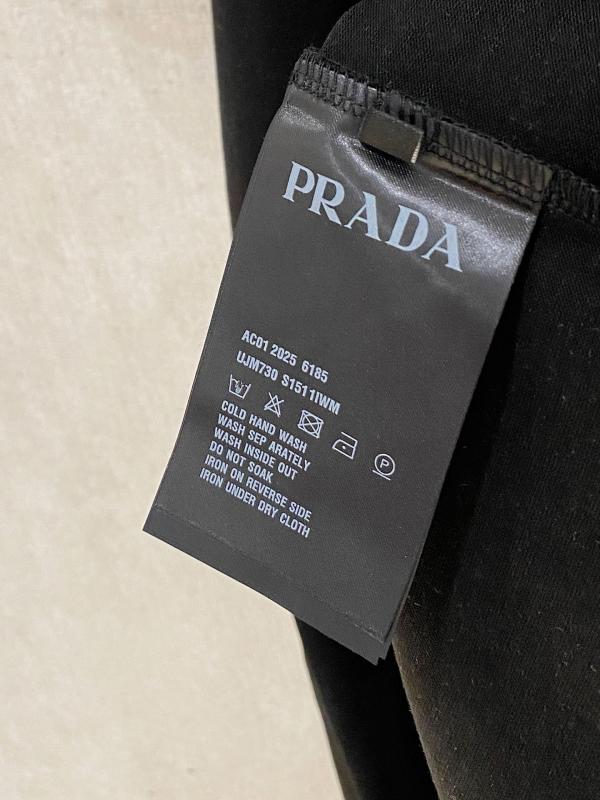 PRADA
AC01 2025 6185
UJM730 S1511IWM
P
COLD HAND WASH
WASH SEP ARATELY
WASH INSIDE OUT
DO NOT SOAK
IRON ON REVERSE SIDE
IRON UNDER DRY CLOTH